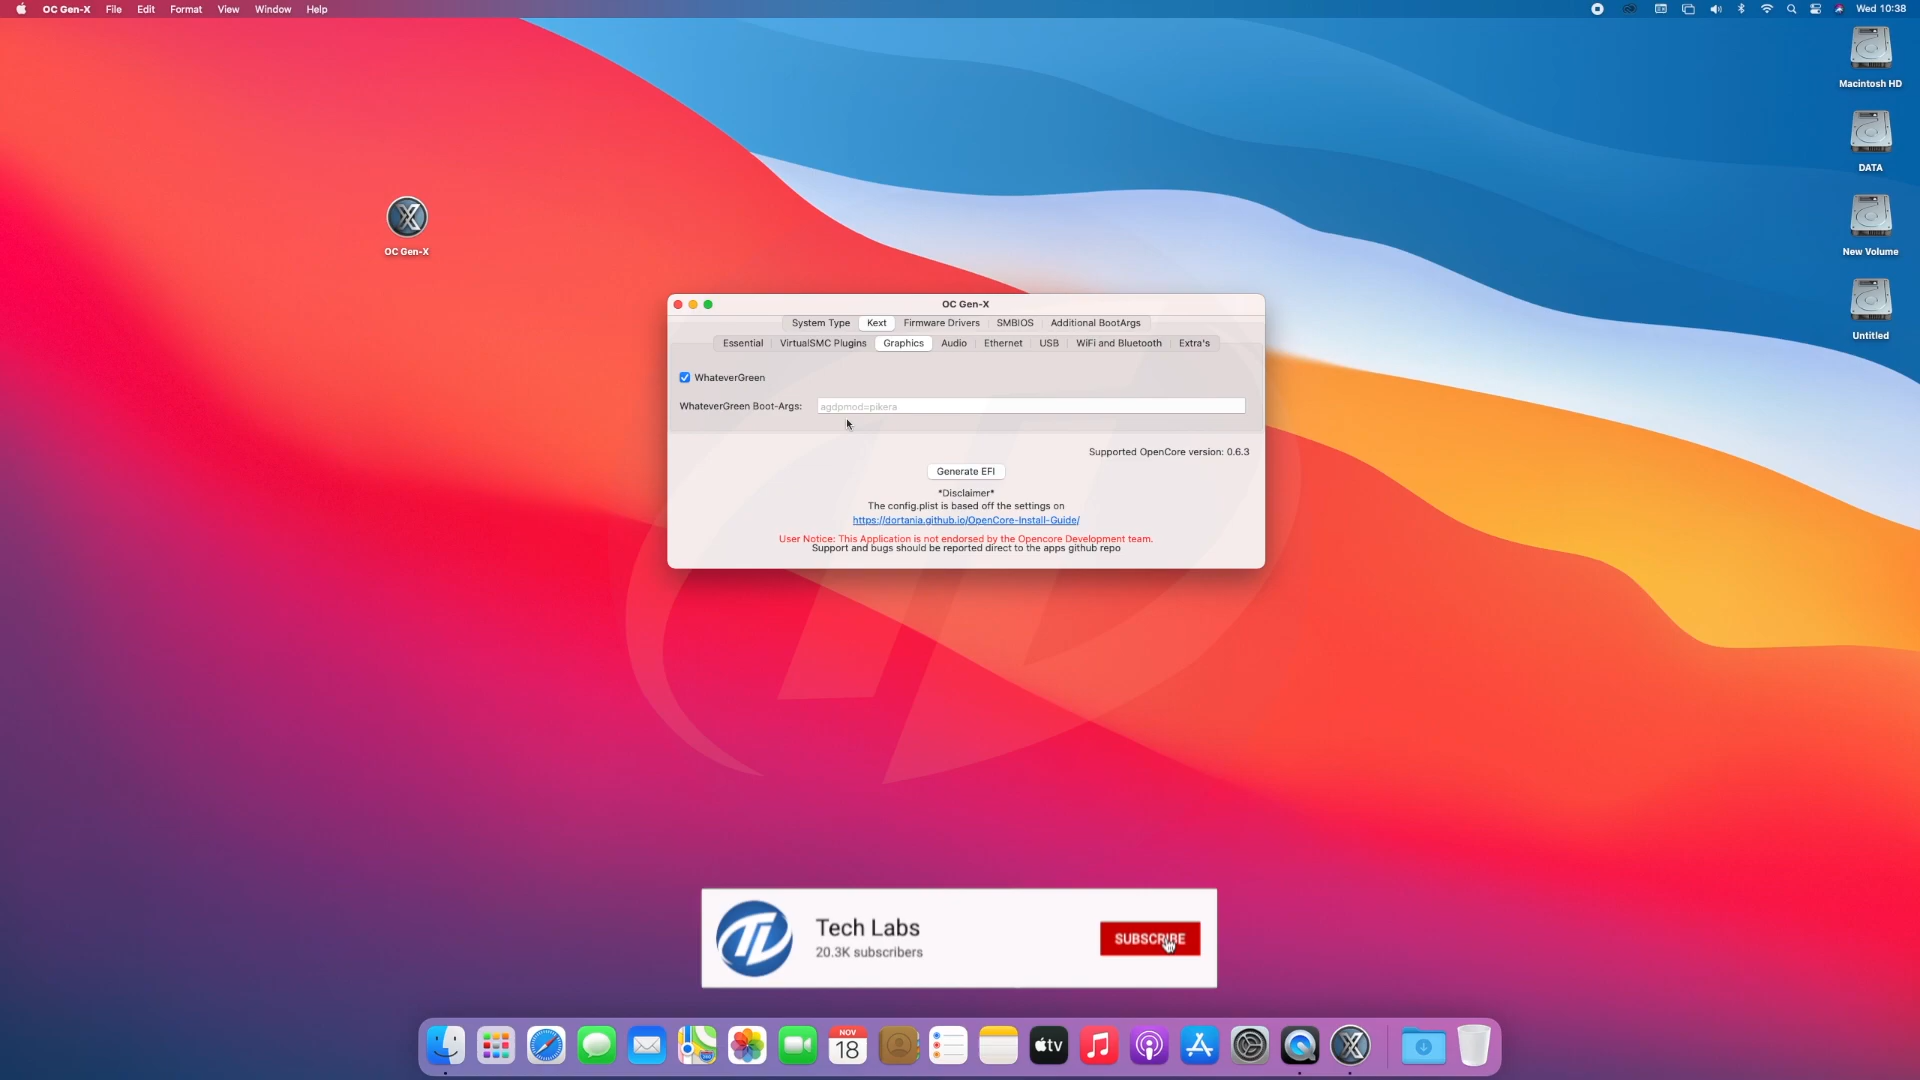 OC Gen-X File Edit Format View Window Help
Wed 10:38
Macintosh HD
DATA
New Volume
Untitled
OC Gen-X
OC Gen-X
System Type Kext Firmware Drivers SMBIOS Additional BootArgs
Essential VirtualSMC Plugins Graphics Audio Ethernet USB WiFi and Bluetooth Extra's
WhateverGreen
WhateverGreen Boot-Args: agdpmod=pikera
Supported OpenCore version: 0.6.3
Generate EFI
*Disclaimer*
The config.plist is based off the settings on
https://dortania.github.io/OpenCore-Install-Guide/
User Notice: This Application is not endorsed by the Opencore Development team.
Support and bugs should be reported direct to the apps github repo
Tech Labs
20.3K subscribers
SUBSCRIBE
NOV
18
tv